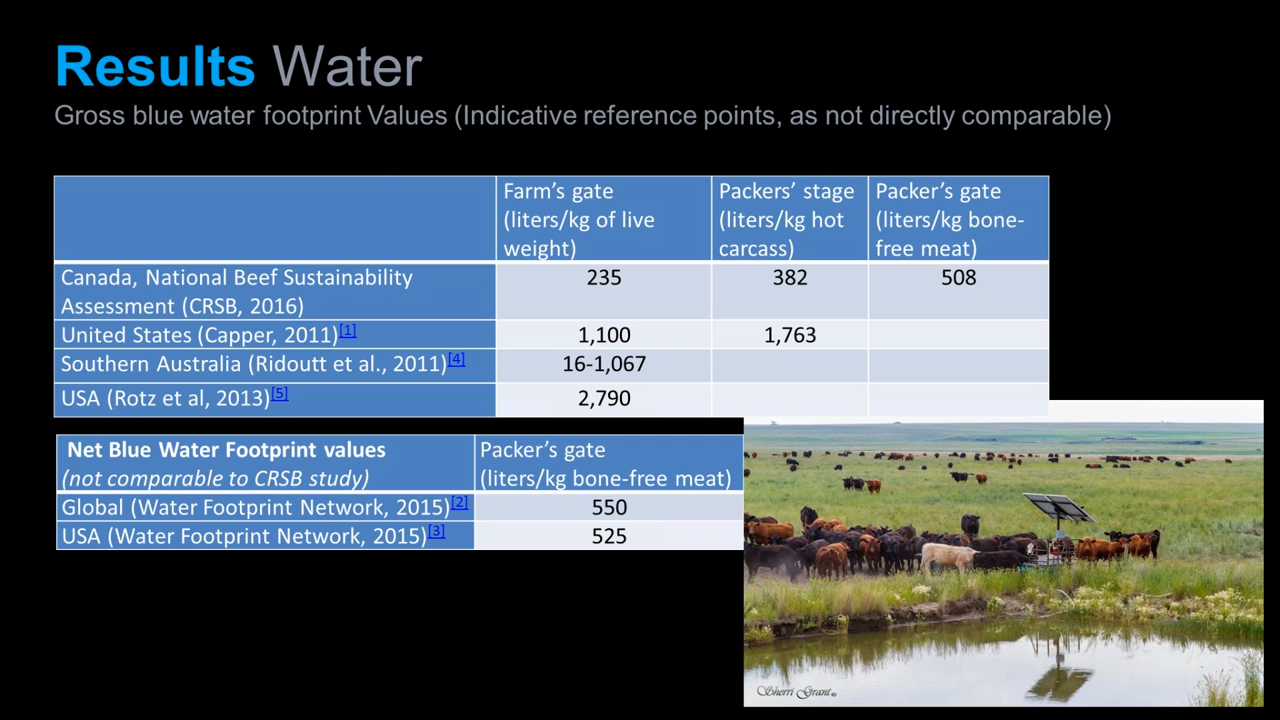 Results Water
Gross blue water footprint Values (Indicative reference points, as not directly comparable)
Farm's gate
(liters/kg of live
weight)
Packers' stage
(liters/kg hot
carcass)
Packer's gate
(liters/kg bone-
free meat)
Canada, National Beef Sustainability
Assessment (CRSB, 2016)
235
382
508
United States (Capper, 2011)[1]
1,100
1,763
Southern Australia (Ridoutt et al., 2011)[4]
16-1,067
USA (Rotz et al, 2013)[5]
2,790
Net Blue Water Footprint values
(not comparable to CRSB study)
Packer's gate
(liters/kg bone-free meat)
Global (Water Footprint Network, 2015)[2]
550
USA (Water Footprint Network, 2015)[3]
525
Sherri Grant©